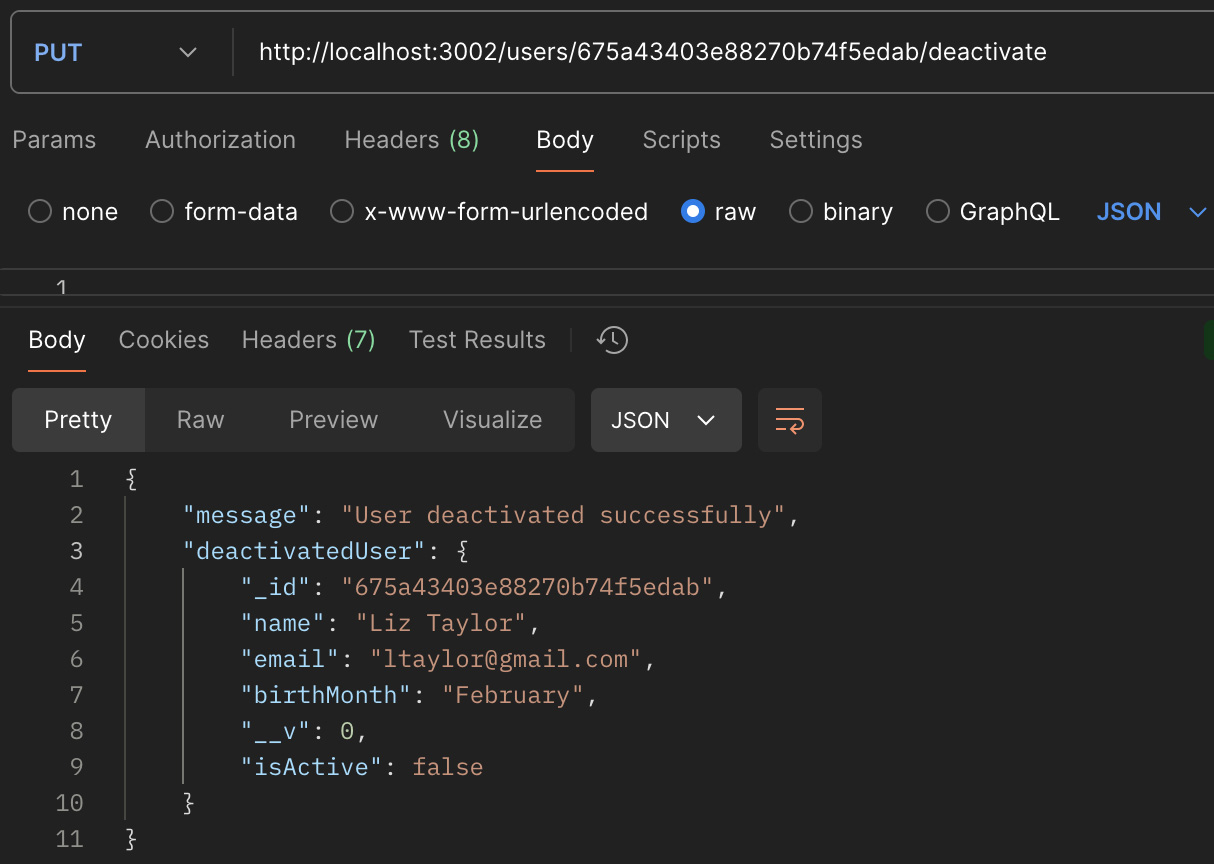 PUT http://localhost:3002/users/675a43403e88270b74f5edab/deactivate
Params Authorization Headers (8) Body Scripts Settings
none form-data x-www-form-urlencoded raw binary GraphQL JSON
1
Body Cookies Headers (7) Test Results
Pretty Raw Preview Visualize JSON
1 {
2 "message": "User deactivated successfully",
3 "deactivatedUser": {
4 "_id": "675a43403e88270b74f5edab",
5 "name": "Liz Taylor",
6 "email": "ltaylor@gmail.com",
7 "birthMonth": "February",
8 "__v": 0,
9 "isActive": false
10 }
11 }